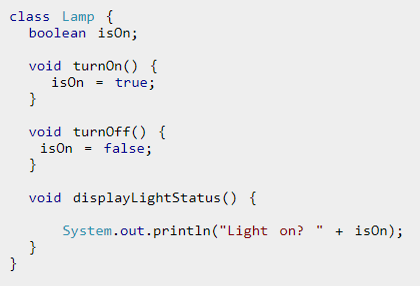 class Lamp {
  boolean isOn;

  void turnOn() {
    isOn = true;
  }

  void turnOff() {
   isOn = false;
  }

  void displayLightStatus() {

     System.out.println("Light on? " + isOn);
  }
}